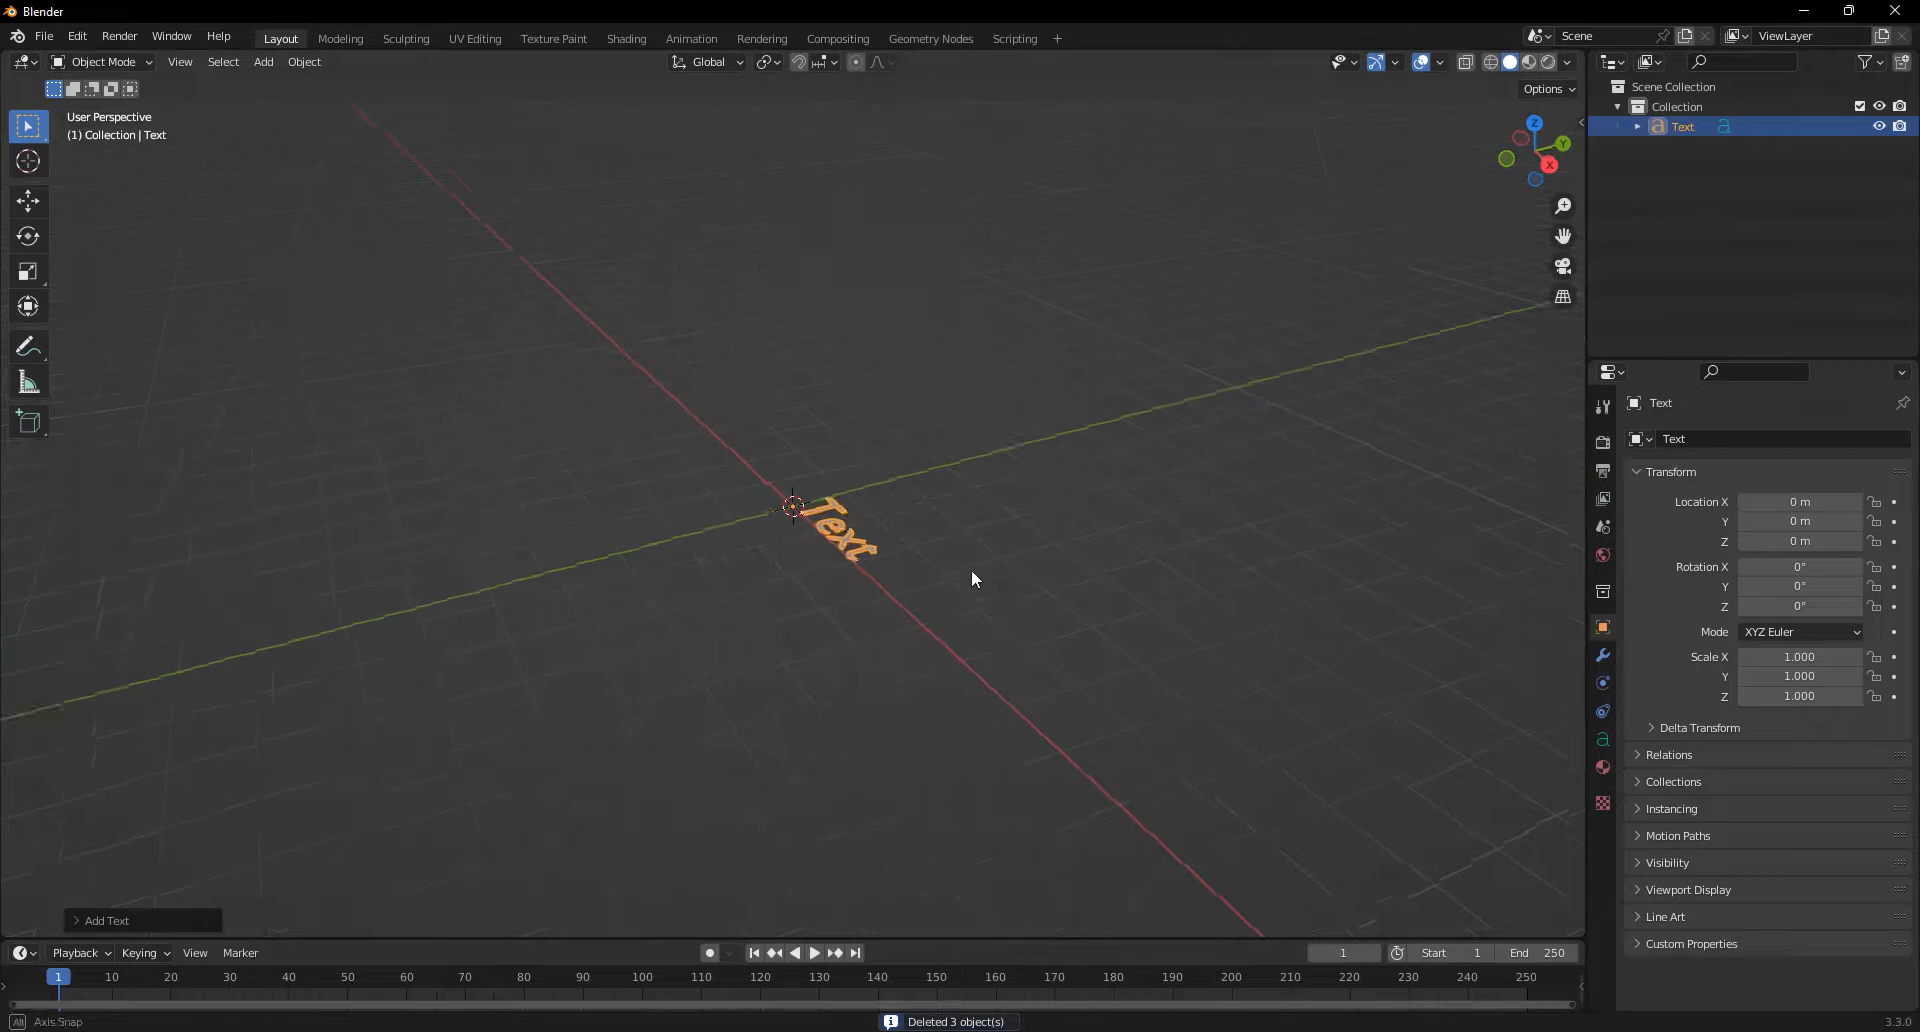 Blender
File Edit Render Window Help Layout Modeling Sculpting UV Editing Texture Paint Shading Animation Rendering Compositing Geometry Nodes Scripting + Scene ViewLayer
Object Mode View Select Add Object Global
Options
User Perspective
(1) Collection | Text
Z
Y
X
Text
Add Text
Scene Collection
Collection
Text
Text
Text
Transform
Location X 0 m
Y 0 m
Z 0 m
Rotation X 0°
Y 0°
Z 0°
Mode XYZ Euler
Scale X 1.000
Y 1.000
Z 1.000
Delta Transform
Relations
Collections
Instancing
Motion Paths
Visibility
Viewport Display
Line Art
Custom Properties
Playback Keying View Marker 1 Start 1 End 250
1 10 20 30 40 50 60 70 80 90 100 110 120 130 140 150 160 170 180 190 200 210 220 230 240 250
Alt Axis Snap Deleted 3 object(s) 3.3.0